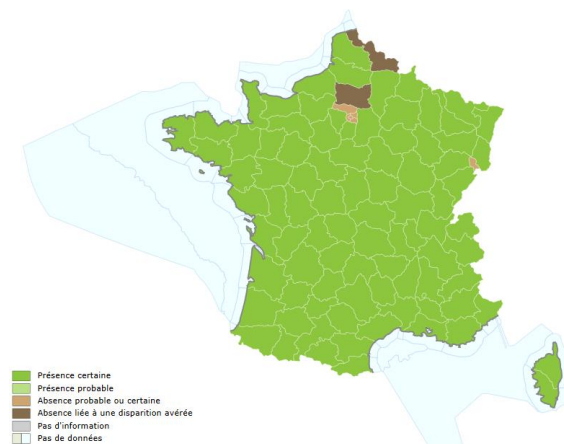 Présence certaine
Présence probable
Absence probable ou certaine
Absence liée à une disparition avérée
Pas d'information
Pas de données